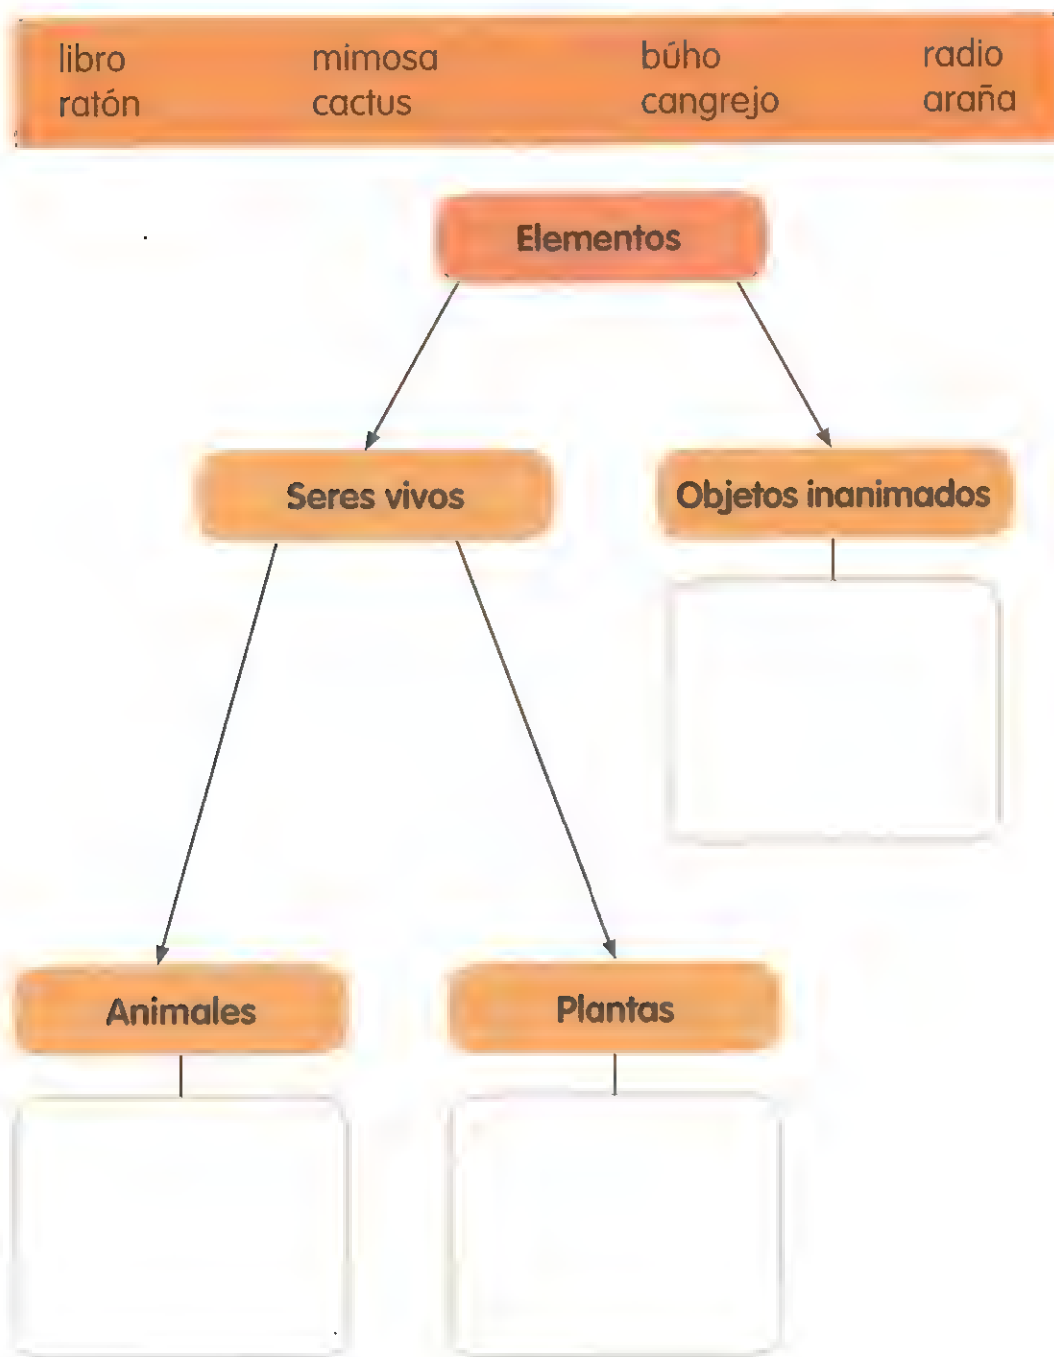 libro mimosa búho radio
ratón cactus cangrejo araña
Elementos
Seres vivos Objetos inanimados
Animales Plantas